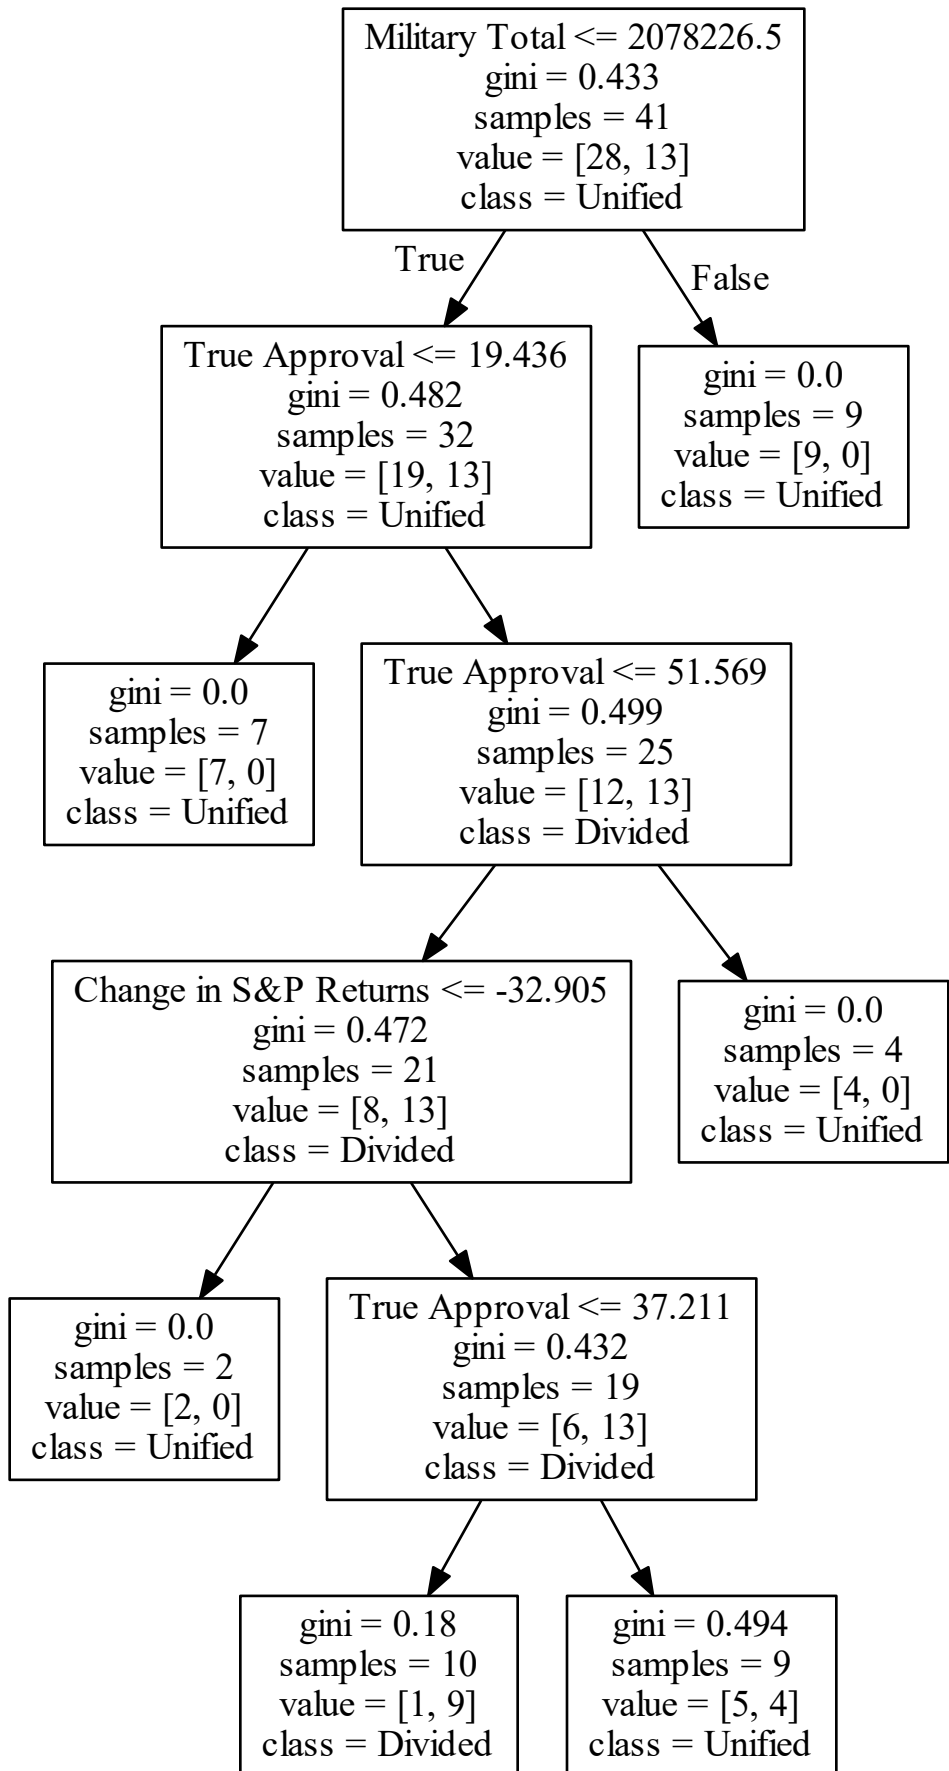 Military Total <= 2078226.5
gini = 0.433
samples = 41
value = [28, 13]
class = Unified
True
False
True Approval <= 19.436
gini = 0.482
samples = 32
value = [19, 13]
class = Unified
gini = 0.0
samples = 9
value = [9, 0]
class = Unified
gini = 0.0
samples = 7
value = [7, 0]
class = Unified
True Approval <= 51.569
gini = 0.499
samples = 25
value = [12, 13]
class = Divided
Change in S&P Returns <= -32.905
gini = 0.472
samples = 21
value = [8, 13]
class = Divided
gini = 0.0
samples = 4
value = [4, 0]
class = Unified
gini = 0.0
samples = 2
value = [2, 0]
class = Unified
True Approval <= 37.211
gini = 0.432
samples = 19
value = [6, 13]
class = Divided
gini = 0.18
samples = 10
value = [1, 9]
class = Divided
gini = 0.494
samples = 9
value = [5, 4]
class = Unified